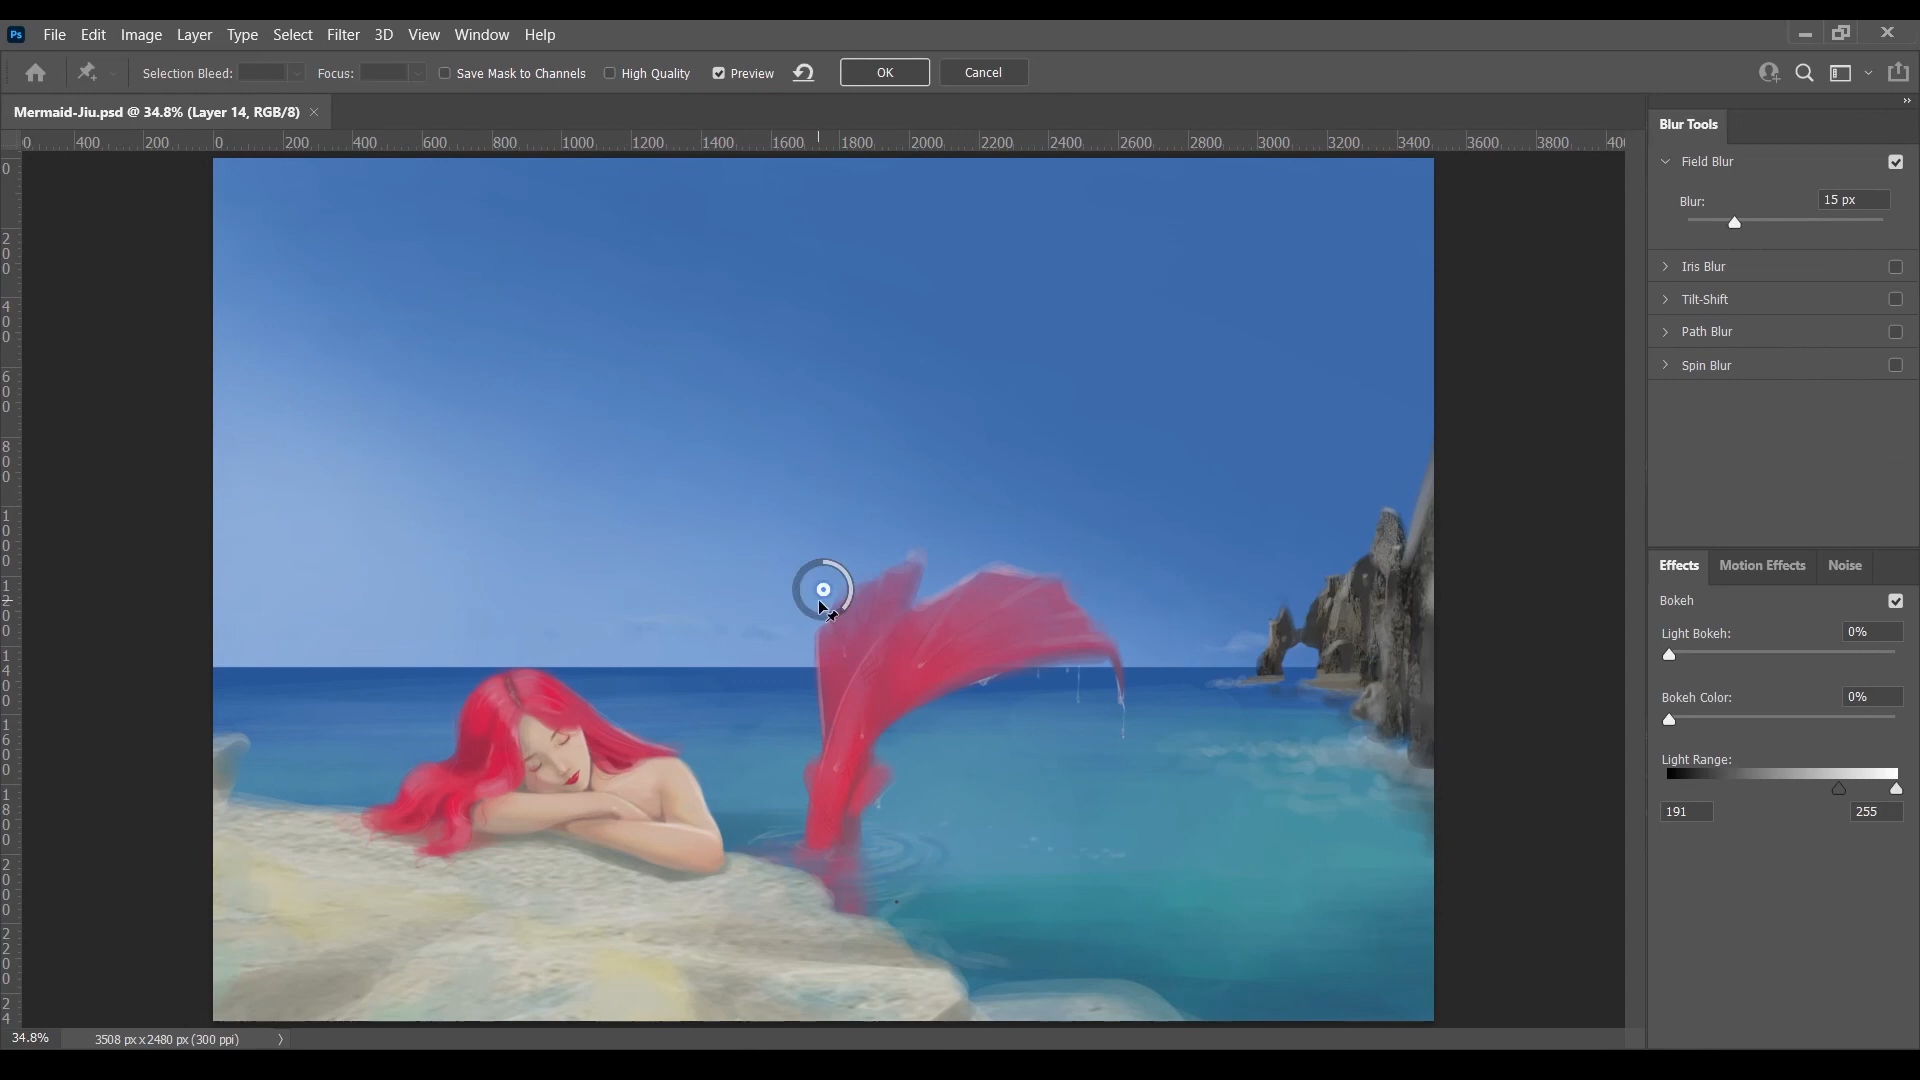 Ps File Edit Image Layer Type Select Filter 3D View Window Help
Selection Bleed: Focus: Save Mask to Channels High Quality Preview OK Cancel
Mermaid-Jiu.psd @ 34.8% (Layer 14, RGB/8)
0 400 200 0 200 400 600 800 1000 1200 1400 1600 1800 2000 2200 2400 2600 2800 3000 3200 3400 3600 3800
0
200
400
600
800
1000
1200
1400
1600
1800
2000
2200
24
Blur Tools
Field Blur
Blur: 15 px
Iris Blur
Tilt-Shift
Path Blur
Spin Blur
Effects Motion Effects Noise
Bokeh
Light Bokeh: 0%
Bokeh Color: 0%
Light Range:
191 255
34.8% 3508 px x 2480 px (300 ppi)